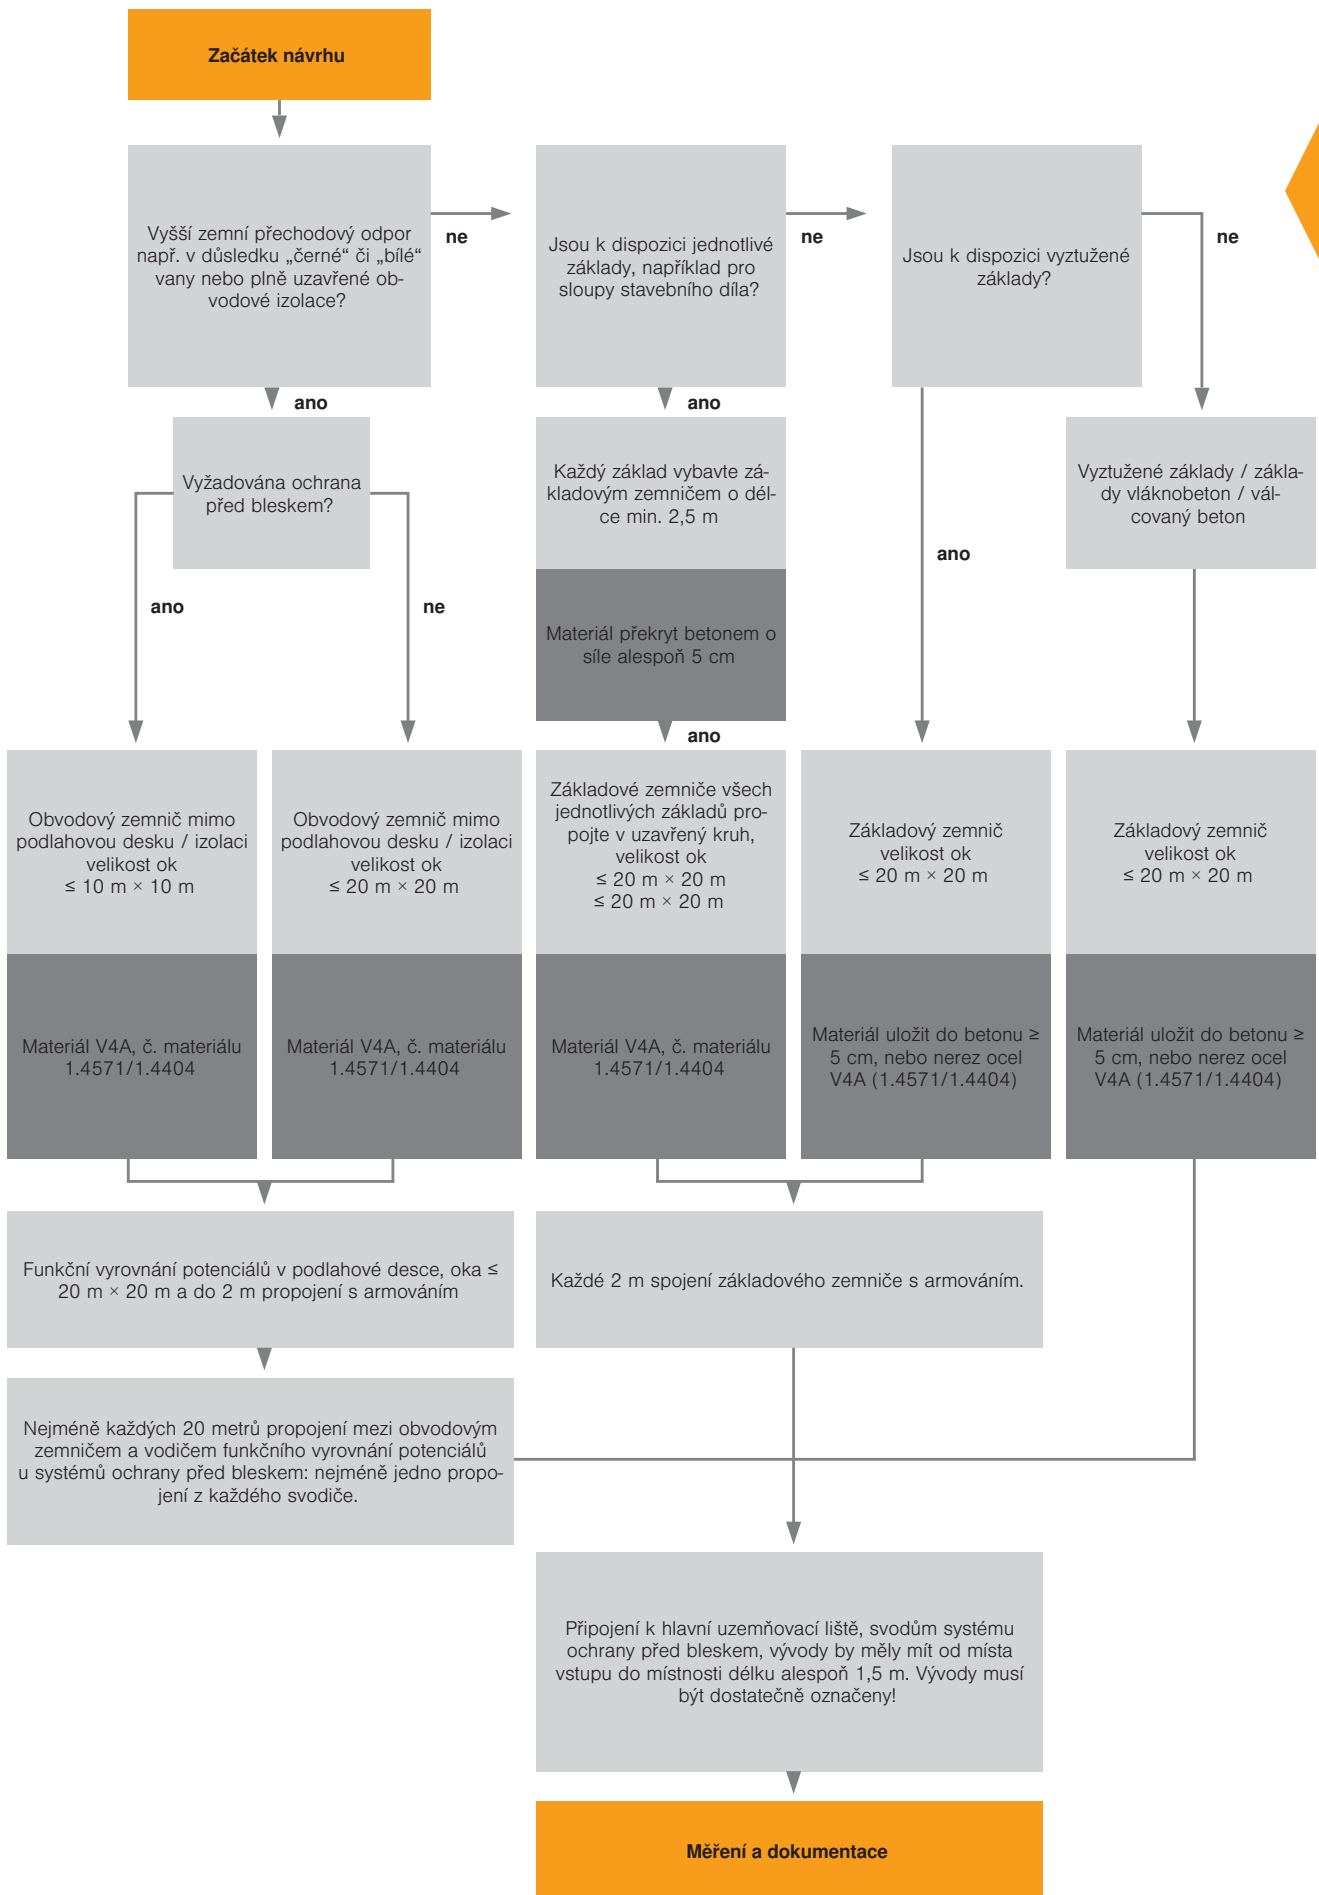 Začátek návrhu
Vyšší zemní přechodový odpor
např. v důsledku „černé“ či „bílé“
vany nebo plně uzavřené ob-
vodové izolace?
ne
Jsou k dispozici jednotlivé
základy, například pro
sloupy stavebního díla?
ne
Jsou k dispozici vyztužené
základy?
ne
ano
ano
Vyžadována ochrana
před bleskem?
Každý základ vybavte zá-
kladovým zemničem o dél-
ce min. 2,5 m
Vyztužené základy / zákla-
dy vláknobeton / vál-
covaný beton
ano
ano
ne
Materiál překryt betonem o
síle alespoň 5 cm
ano
Obvodový zemnič mimo
podlahovou desku / izolaci
velikost ok
≤ 10 m × 10 m
Obvodový zemnič mimo
podlahovou desku / izolaci
velikost ok
≤ 20 m × 20 m
Základové zemniče všech
jednotlivých základů pro-
pojte v uzavřený kruh,
velikost ok
≤ 20 m × 20 m
≤ 20 m × 20 m
Základový zemnič
velikost ok
≤ 20 m × 20 m
Základový zemnič
velikost ok
≤ 20 m × 20 m
Materiál V4A, č. materiálu
1.4571/1.4404
Materiál V4A, č. materiálu
1.4571/1.4404
Materiál V4A, č. materiálu
1.4571/1.4404
Materiál uložit do betonu ≥
5 cm, nebo nerez ocel
V4A (1.4571/1.4404)
Materiál uložit do betonu ≥
5 cm, nebo nerez ocel
V4A (1.4571/1.4404)
Funkční vyrovnání potenciálů v podlahové desce, oka ≤
20 m × 20 m a do 2 m propojení s armováním
Každé 2 m spojení základového zemniče s armováním.
Nejméně každých 20 metrů propojení mezi obvodovým
zemničem a vodičem funkčního vyrovnání potenciálů
u systémů ochrany před bleskem: nejméně jedno propo-
jení z každého svodiče.
Připojení k hlavní uzemňovací liště, svodům systému
ochrany před bleskem, vývody by měly mít od místa
vstupu do místnosti délku alespoň 1,5 m. Vývody musí
být dostatečně označeny!
Měření a dokumentace